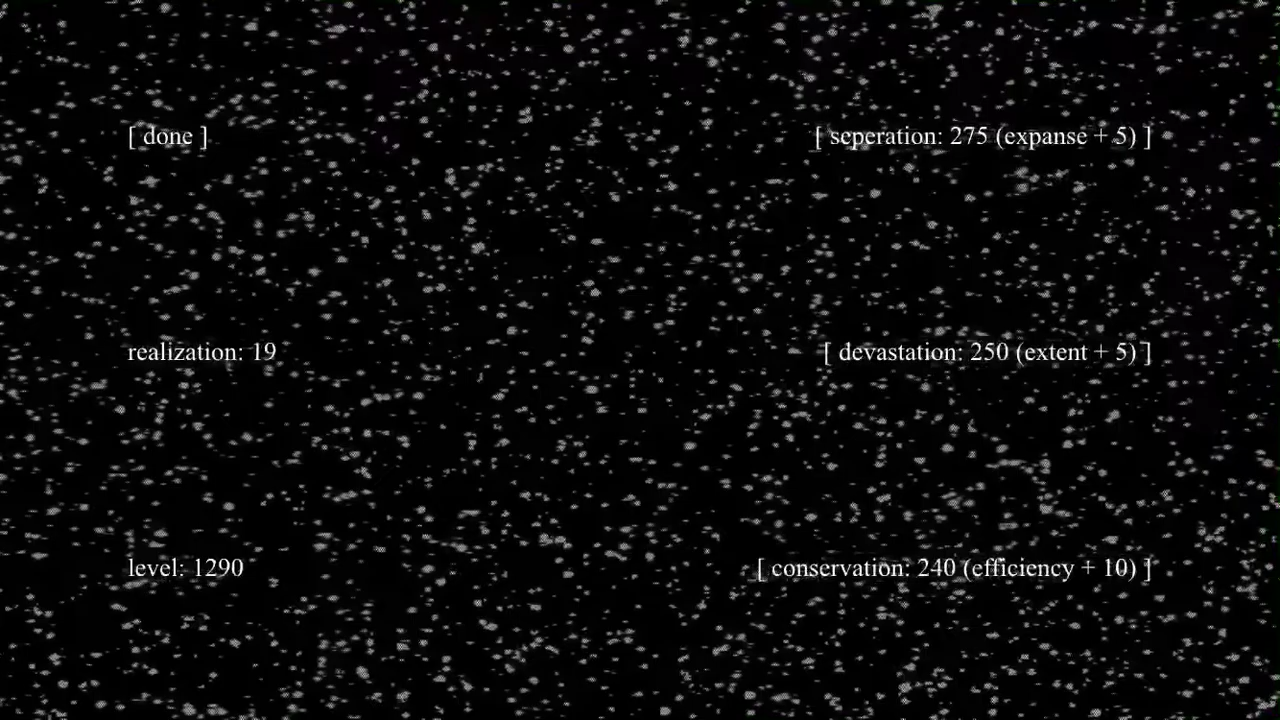 [ done ]
[ seperation: 275 (expanse + 5) ]
realization: 19
[ devastation: 250 (extent + 5) ]
level: 1290
[ conservation: 240 (efficiency + 10) ]